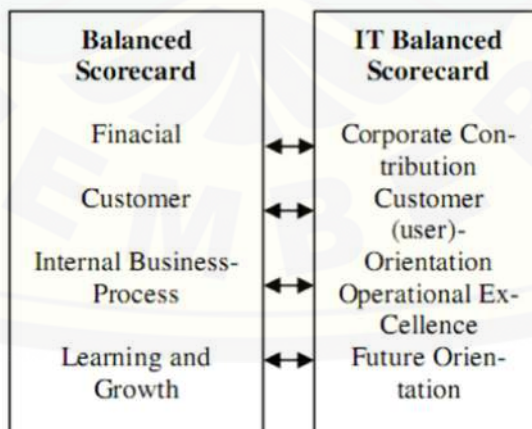 Balanced
Scorecard
Finacial
Customer
Internal Business-
Process
Learning and
Growth
IT Balanced
Scorecard
Corporate Con-
tribution
Customer
(user)-
Orientation
Operational Ex-
Cellence
Future Orien-
tation